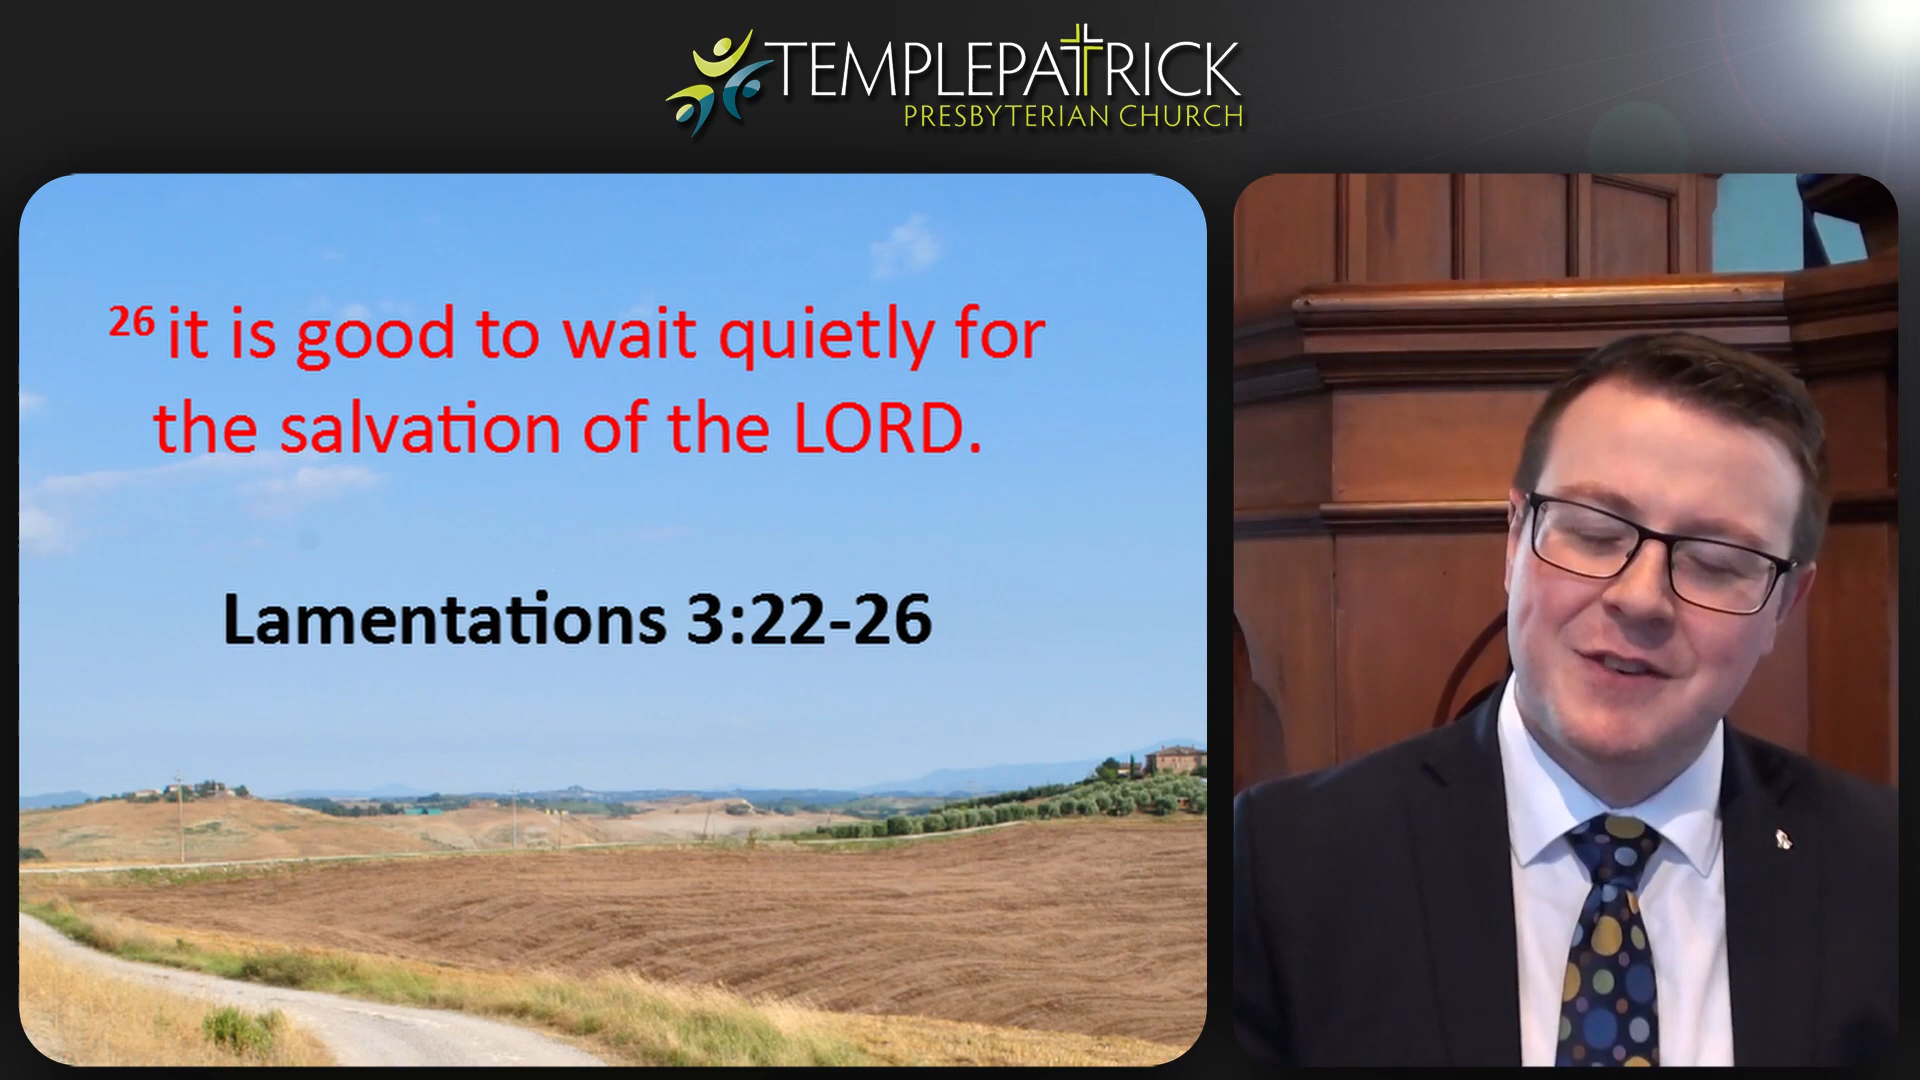 TEMPLEPATRICK
PRESBYTERIAN CHURCH
26 it is good to wait quietly for
the salvation of the LORD.
Lamentations 3:22-26